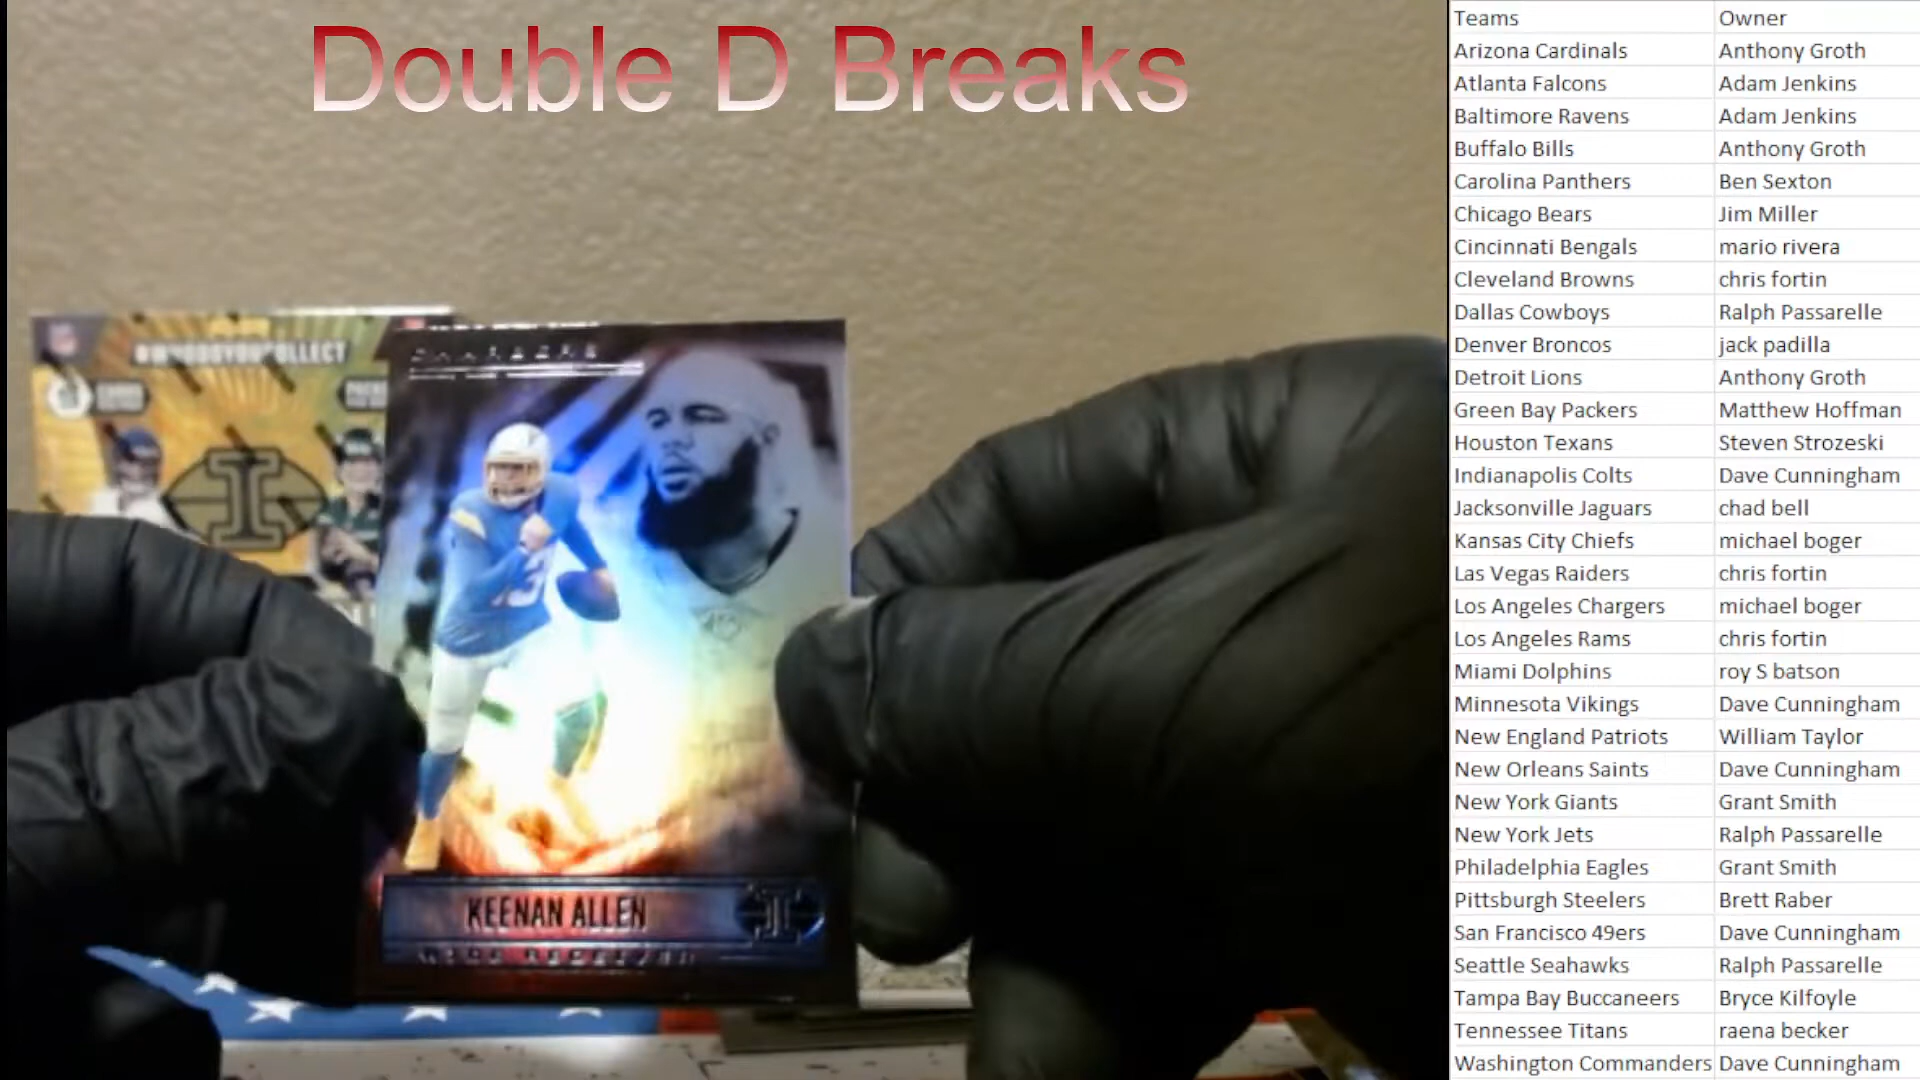 Double D Breaks
#WHODOYOUCOLLECT
CHARGERS
KEENAN ALLEN
WIDE RECEIVER
Teams Owner
Arizona Cardinals Anthony Groth
Atlanta Falcons Adam Jenkins
Baltimore Ravens Adam Jenkins
Buffalo Bills Anthony Groth
Carolina Panthers Ben Sexton
Chicago Bears Jim Miller
Cincinnati Bengals mario rivera
Cleveland Browns chris fortin
Dallas Cowboys Ralph Passarelle
Denver Broncos jack padilla
Detroit Lions Anthony Groth
Green Bay Packers Matthew Hoffman
Houston Texans Steven Strozeski
Indianapolis Colts Dave Cunningham
Jacksonville Jaguars chad bell
Kansas City Chiefs michael boger
Las Vegas Raiders chris fortin
Los Angeles Chargers michael boger
Los Angeles Rams chris fortin
Miami Dolphins roy S batson
Minnesota Vikings Dave Cunningham
New England Patriots William Taylor
New Orleans Saints Dave Cunningham
New York Giants Grant Smith
New York Jets Ralph Passarelle
Philadelphia Eagles Grant Smith
Pittsburgh Steelers Brett Raber
San Francisco 49ers Dave Cunningham
Seattle Seahawks Ralph Passarelle
Tampa Bay Buccaneers Bryce Kilfoyle
Tennessee Titans raena becker
Washington Commanders Dave Cunningham